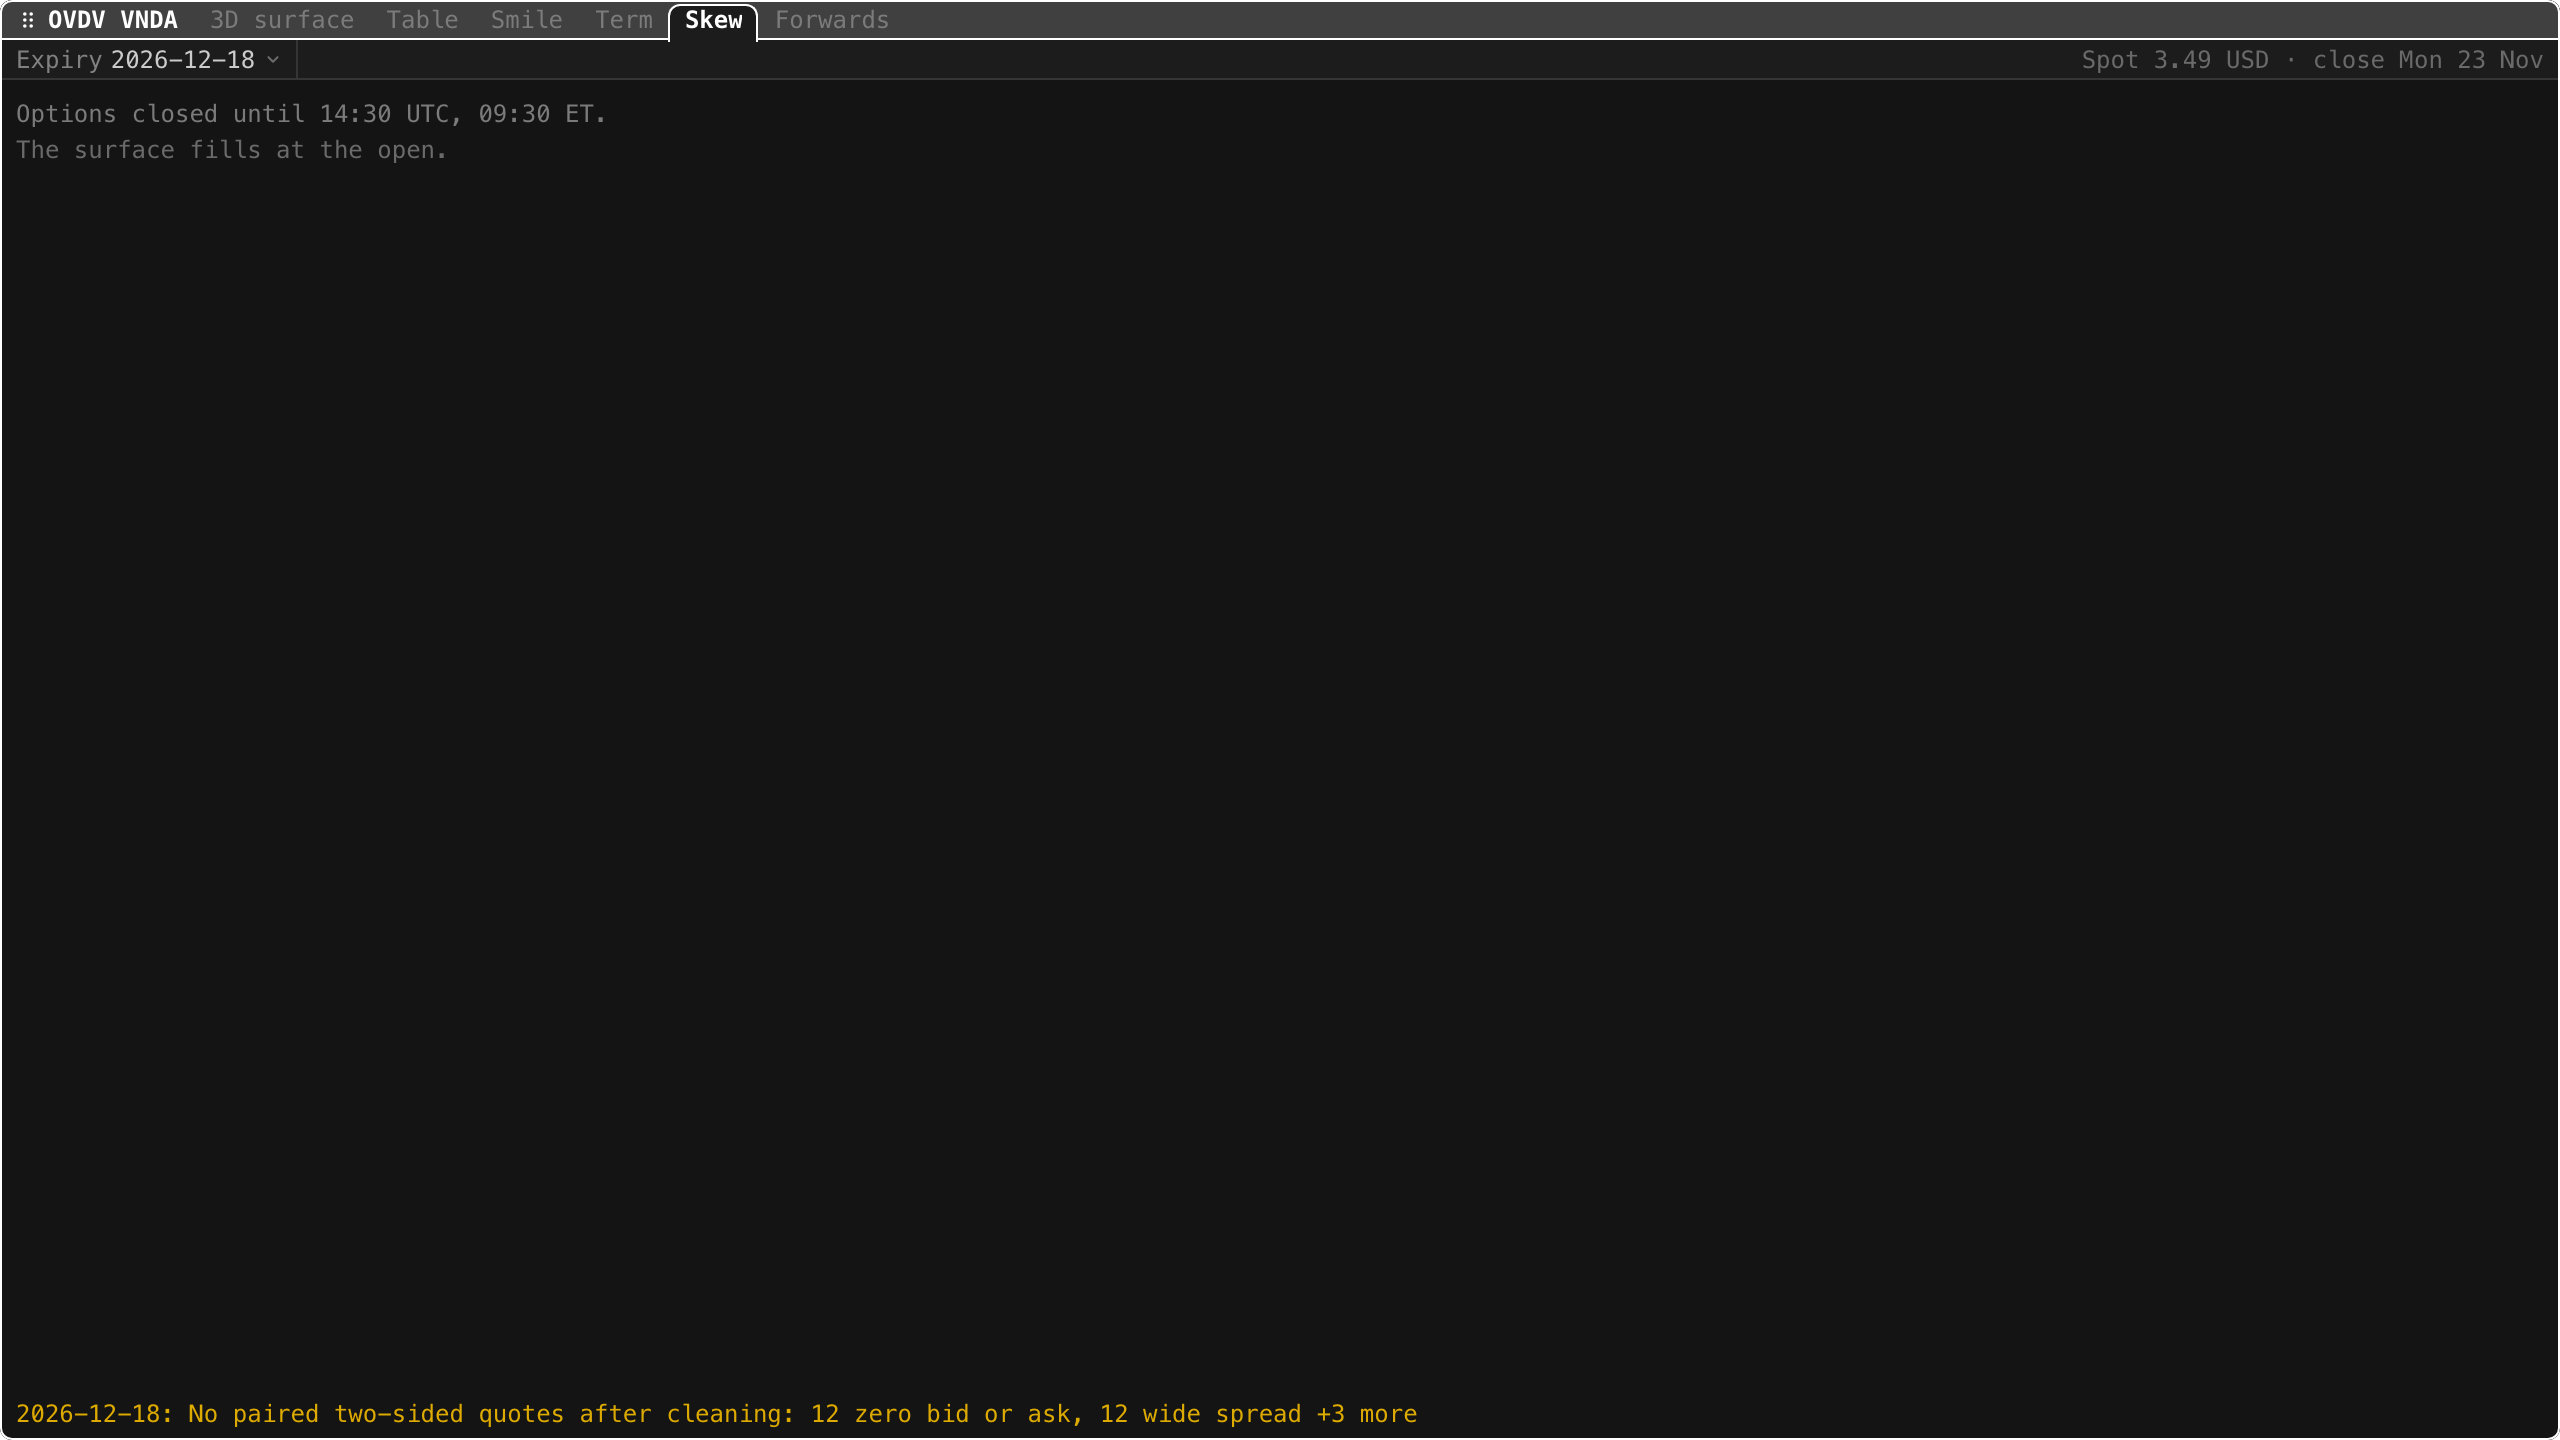 OVDV VNDA 3D surface Table Smile Term Skew Forwards
Expiry 2026-12-18 Spot 3.49 USD · close Mon 23 Nov
Options closed until 14:30 UTC, 09:30 ET.
The surface fills at the open.
2026-12-18: No paired two-sided quotes after cleaning: 12 zero bid or ask, 12 wide spread +3 more